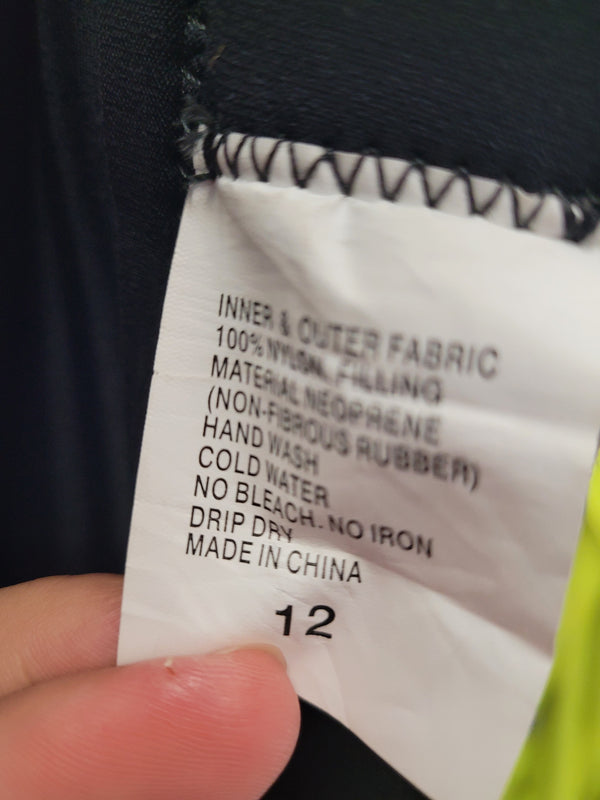 INNER & OUTER FABRIC
100% NYLON, FILLING
MATERIAL NEOPRENE
(NON-FIBROUS RUBBER)
HAND WASH
COLD WATER
NO BLEACH. NO IRON
DRIP DRY
MADE IN CHINA
12